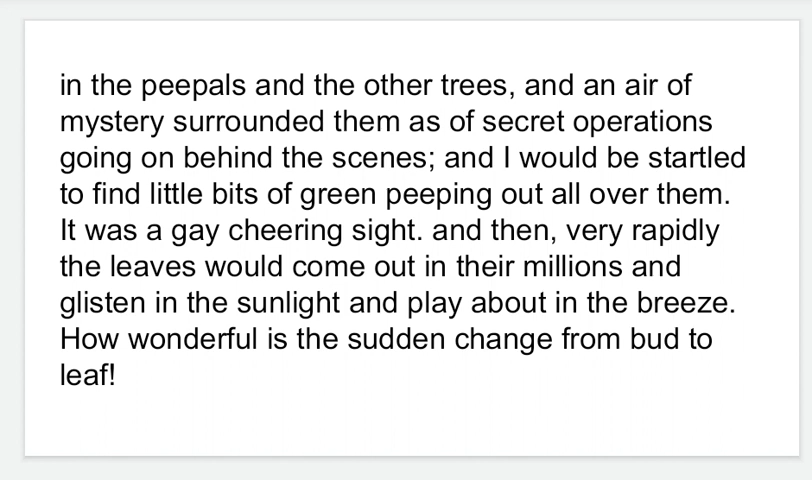 in the peepals and the other trees, and an air of
mystery surrounded them as of secret operations
going on behind the scenes; and I would be startled
to find little bits of green peeping out all over them.
It was a gay cheering sight. and then, very rapidly
the leaves would come out in their millions and
glisten in the sunlight and play about in the breeze.
How wonderful is the sudden change from bud to
leaf!